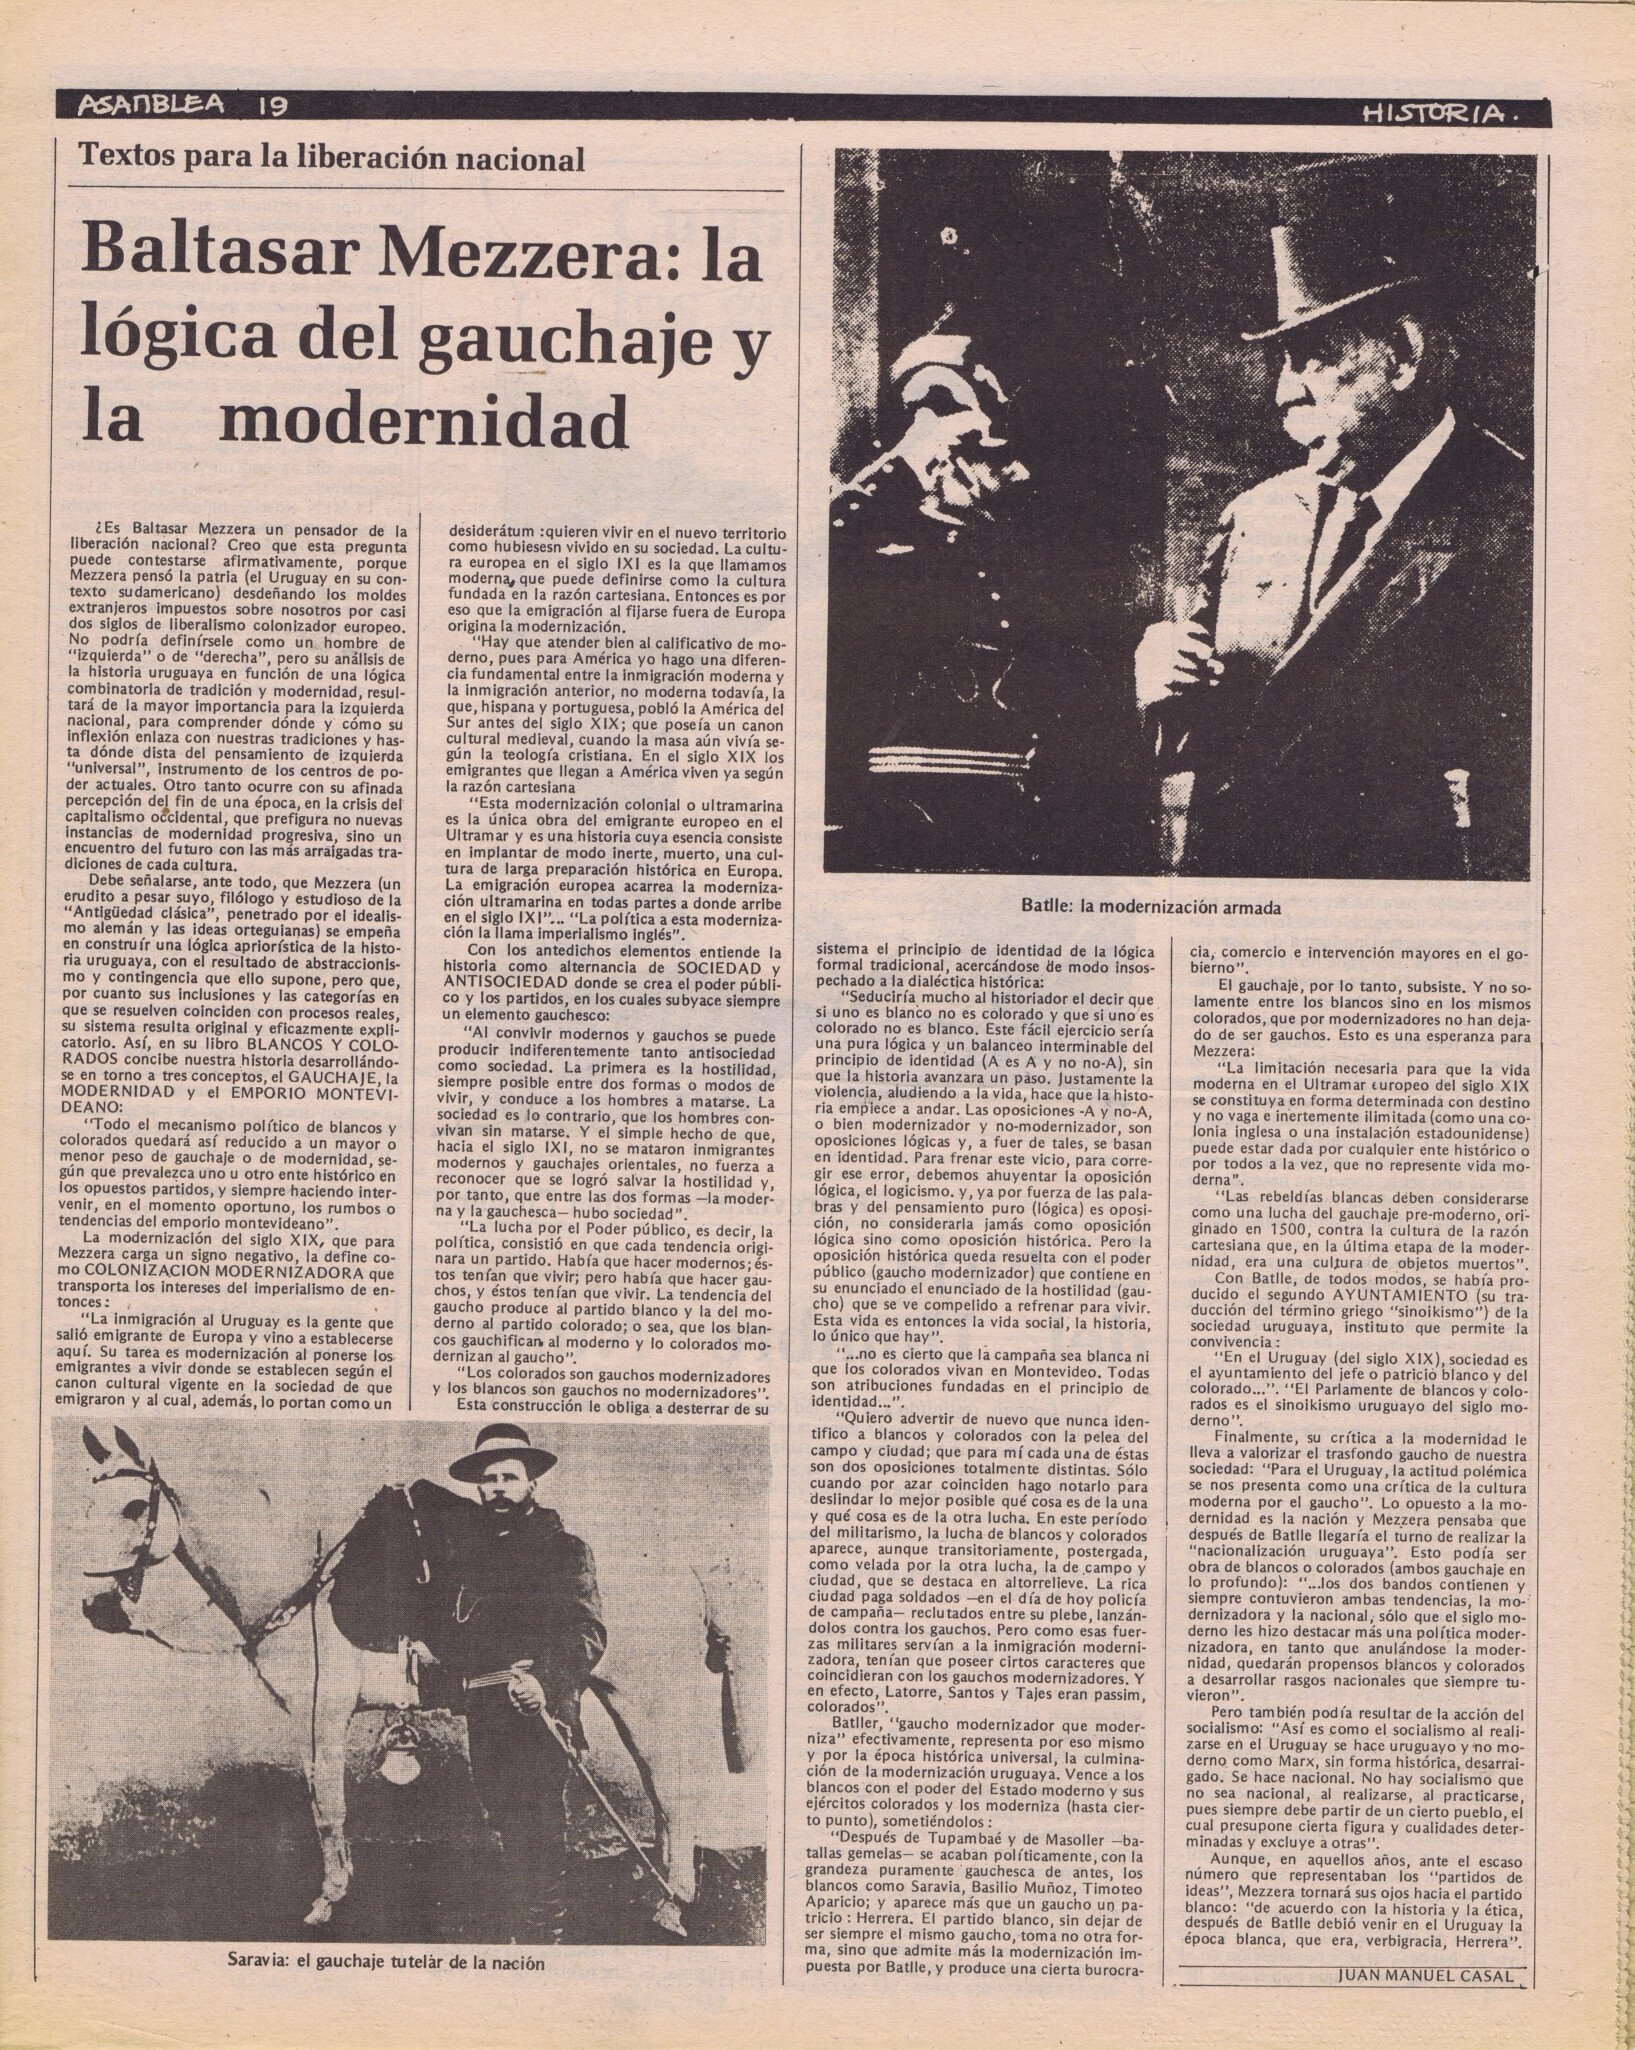 ASAMBLEA 19
HISTORIA.
Textos para la liberación nacional
Baltasar Mezzera: la
lógica del gauchaje y
la modernidad
¿Es Baltasar Mezzera un pensador de la
liberación nacional? Creo que esta pregunta
puede contestarse afirmativamente, porque
Mezzera pensó la patria (el Uruguay en su con-
texto sudamericano) desdeñando los moldes
extranjeros impuestos sobre nosotros por casi
dos siglos de liberalismo colonizador europeo.
No podría definírsele como un hombre de
"izquierda" o de "derecha", pero su análisis de
la historia uruguaya en función de una lógica
combinatoria de tradición y modernidad, resul-
tará de la mayor importancia para la izquierda
nacional, para comprender dónde y cómo su
inflexión enlaza con nuestras tradiciones y has-
ta dónde dista del pensamiento de izquierda
"universal", instrumento de los centros de po-
der actuales. Otro tanto ocurre con su afinada
percepción del fin de una época, en la crisis del
capitalismo occidental, que prefigura no nuevas
instancias de modernidad progresiva, sino un
encuentro del futuro con las más arraigadas tra-
diciones de cada cultura.
Debe señalarse, ante todo, que Mezzera (un
erudito a pesar suyo, filólogo y estudioso de la
"Antigüedad clásica", penetrado por el idealis-
mo alemán y las ideas orteguianas) se empeña
en construír una lógica apriorística de la histo-
ria uruguaya, con el resultado de abstraccionis-
mo y contingencia que ello supone, pero que,
por cuanto sus inclusiones y las categorías en
que se resuelven coinciden con procesos reales,
su sistema resulta original y eficazmente expli-
catorio. Así, en su libro BLANCOS Y COLO-
RADOS concibe nuestra historia desarrollándo-
se en torno a tres conceptos, el GAUCHAJE, la
MODERNIDAD y el EMPORIO MONTEVI-
DEANO:
"Todo el mecanismo político de blancos y
colorados quedará así reducido a un mayor o
menor peso de gauchaje o de modernidad, se-
gún que prevalezca uno u otro ente histórico en
los opuestos partidos, y siempre haciendo inter-
venir, en el momento oportuno, los rumbos o
tendencias del emporio montevideano".
La modernización del siglo XIX, que para
Mezzera carga un signo negativo, la define co-
mo COLONIZACION MODERNIZADORA que
transporta los intereses del imperialismo de en-
tonces:
"La inmigración al Uruguay es la gente que
salió emigrante de Europa y vino a establecerse
aquí. Su tarea es modernización al ponerse los
emigrantes a vivir donde se establecen según el
canon cultural vigente en la sociedad de que
emigraron y al cual, además, lo portan como un
desiderátum :quieren vivir en el nuevo territorio
como hubiesesn vivido en su sociedad. La cultu-
ra europea en el siglo IXI es la que llamamos
moderna, que puede definirse como la cultura
fundada en la razón cartesiana. Entonces es por
eso que la emigración al fijarse fuera de Europa
origina la modernización.
"Hay que atender bien al calificativo de mo-
derno, pues para América yo hago una diferen-
cia fundamental entre la inmigración moderna y
la inmigración anterior, no moderna todavía, la
que, hispana y portuguesa, pobló la América del
Sur antes del siglo XIX; que poseía un canon
cultural medieval, cuando la masa aún vivía se-
gún la teología cristiana. En el siglo XIX los
emigrantes que llegan a América viven ya según
la razón cartesiana
"Esta modernización colonial o ultramarina
es la única obra del emigrante europeo en el
Ultramar y es una historia cuya esencia consiste
en implantar de modo inerte, muerto, una cul-
tura de larga preparación histórica en Europa.
La emigración europea acarrea la moderniza-
ción ultramarina en todas partes a donde arribe
en el siglo IXI"... "La política a esta moderniza-
ción la llama imperialismo inglés".
Con los antedichos elementos entiende la
historia como alternancia de SOCIEDAD y
ANTISOCIEDAD donde se crea el poder públi-
co y los partidos, en los cuales subyace siempre
un elemento gauchesco:
"Al convivir modernos y gauchos se puede
producir indiferentemente tanto antisociedad
como sociedad. La primera es la hostilidad,
siempre posible entre dos formas o modos de
vivir, y conduce a los hombres a matarse. La
sociedad es lo contrario, que los hombres con-
vivan sin matarse. Y el simple hecho de que,
hacia el siglo IXI, no se mataron inmigrantes
modernos y gauchajes orientales, no fuerza a
reconocer que se logró salvar la hostilidad y,
por tanto, que entre las dos formas —la moder-
na y la gauchesca— hubo sociedad".
"La lucha por el Poder público, es decir, la
política, consistió en que cada tendencia origi-
nara un partido. Había que hacer modernos; és-
tos tenían que vivir; pero había que hacer gau-
chos, y éstos tenían que vivir. La tendencia del
gaucho produce al partido blanco y la del mo-
derno al partido colorado; o sea, que los blan-
cos gauchifican al moderno y lo colorados mo-
dernizan al gaucho".
"Los colorados son gauchos modernizadores
y los blancos son gauchos no modernizadores".
Esta construcción le obliga a desterrar de su
Saravia: el gauchaje tutelar de la nación
Batlle: la modernización armada
sistema el principio de identidad de la lógica
formal tradicional, acercándose de modo insos-
pechado a la dialéctica histórica:
"Seduciría mucho al historiador el decir que
si uno es blanco no es colorado y que si uno es
colorado no es blanco. Este fácil ejercicio sería
una pura lógica y un balanceo interminable del
principio de identidad (A es A y no no-A), sin
que la historia avanzara un paso. Justamente la
violencia, aludiendo a la vida, hace que la histo-
ria empiece a andar. Las oposiciones -A y no-A,
o bien modernizador y no-modernizador, son
oposiciones lógicas y, a fuer de tales, se basan
en identidad. Para frenar este vicio, para corre-
gir ese error, debemos ahuyentar la oposición
lógica, el logicismo. y, ya por fuerza de las pala-
bras y del pensamiento puro (lógica) es oposi-
ción, no considerarla jamás como oposición
lógica sino como oposición histórica. Pero la
oposición histórica queda resuelta con el poder
público (gaucho modernizador) que contiene en
su enunciado el enunciado de la hostilidad (gau-
cho) que se ve compelido a refrenar para vivir.
Esta vida es entonces la vida social, la historia,
lo único que hay".
"...no es cierto que la campaña sea blanca ni
que los colorados vivan en Montevideo. Todas
son atribuciones fundadas en el principio de
identidad...".
"Quiero advertir de nuevo que nunca iden-
tifico a blancos y colorados con la pelea del
campo y ciudad; que para mí cada una de éstas
son dos oposiciones totalmente distintas. Sólo
cuando por azar coinciden hago notarlo para
deslindar lo mejor posible qué cosa es de la una
y qué cosa es de la otra lucha. En este período
del militarismo, la lucha de blancos y colorados
aparece, aunque transitoriamente, postergada,
como velada por la otra lucha, la de campo y
ciudad, que se destaca en altorrelieve. La rica
ciudad paga soldados —en el día de hoy policía
de campaña— reclutados entre su plebe, lanzán-
dolos contra los gauchos. Pero como esas fuer-
zas militares servían a la inmigración moderni-
zadora, tenían que poseer cirtos caracteres que
coincidieran con los gauchos modernizadores. Y
en efecto, Latorre, Santos y Tajes eran passim,
colorados".
Batller, "gaucho modernizador que moder-
niza" efectivamente, representa por eso mismo
y por la época histórica universal, la culmina-
ción de la modernización uruguaya. Vence a los
blancos con el poder del Estado moderno y sus
ejércitos colorados y los moderniza (hasta cier-
to punto), sometiéndolos :
"Después de Tupambaé y de Masoller —ba-
tallas gemelas— se acaban políticamente, con la
grandeza puramente gauchesca de antes, los
blancos como Saravia, Basilio Muñoz, Timoteo
Aparicio; y aparece más que un gaucho un pa-
tricio : Herrera. El partido blanco, sin dejar de
ser siempre el mismo gaucho, toma no otra for-
ma, sino que admite más la modernización im-
puesta por Batlle, y produce una cierta burocra-
cia, comercio e intervención mayores en el go-
bierno".
El gauchaje, por lo tanto, subsiste. Y no so-
lamente entre los blancos sino en los mismos
colorados, que por modernizadores no han deja-
do de ser gauchos. Esto es una esperanza para
Mezzera:
"La limitación necesaria para que la vida
moderna en el Ultramar europeo del siglo XIX
se constituya en forma determinada con destino
y no vaga e inertemente ilimitada (como una co-
lonia inglesa o una instalación estadounidense)
puede estar dada por cualquier ente histórico o
por todos a la vez, que no represente vida mo-
derna".
"Las rebeldías blancas deben considerarse
como una lucha del gauchaje pre-moderno, ori-
ginado en 1500, contra la cultura de la razón
cartesiana que, en la última etapa de la moder-
nidad, era una cultura de objetos muertos".
Con Batlle, de todos modos, se había pro-
ducido el segundo AYUNTAMIENTO (su tra-
ducción del término griego "sinoikismo") de la
sociedad uruguaya, instituto que permite la
convivencia :
"En el Uruguay (del siglo XIX), sociedad es
el ayuntamiento del jefe o patricio blanco y del
colorado...". "El Parlamente de blancos y colo-
rados es el sinoikismo uruguayo del siglo mo-
derno".
Finalmente, su crítica a la modernidad le
lleva a valorizar el trasfondo gaucho de nuestra
sociedad: "Para el Uruguay, la actitud polémica
se nos presenta como una crítica de la cultura
moderna por el gaucho". Lo opuesto a la mo-
dernidad es la nación y Mezzera pensaba que
después de Batlle llegaría el turno de realizar la
"nacionalización uruguaya". Esto podía ser
obra de blancos o colorados (ambos gauchaje en
lo profundo): "...los dos bandos contienen y
siempre contuvieron ambas tendencias, la mo-
dernizadora y la nacional, sólo que el siglo mo-
derno les hizo destacar más una política moder-
nizadora, en tanto que anulándose la moder-
nidad, quedarán propensos blancos y colorados
a desarrollar rasgos nacionales que siempre tu-
vieron".
Pero también podía resultar de la acción del
socialismo: "Así es como el socialismo al reali-
zarse en el Uruguay se hace uruguayo y no mo-
derno como Marx, sin forma histórica, desarrai-
gado. Se hace nacional. No hay socialismo que
no sea nacional, al realizarse, al practicarse,
pues siempre debe partir de un cierto pueblo, el
cual presupone cierta figura y cualidades deter-
minadas y excluye a otras".
Aunque, en aquellos años, ante el escaso
número que representaban los "partidos de
ideas", Mezzera tornará sus ojos hacia el partido
blanco: "de acuerdo con la historia y la ética,
después de Batlle debió venir en el Uruguay la
época blanca, que era, verbigracia, Herrera".
JUAN MANUEL CASAL